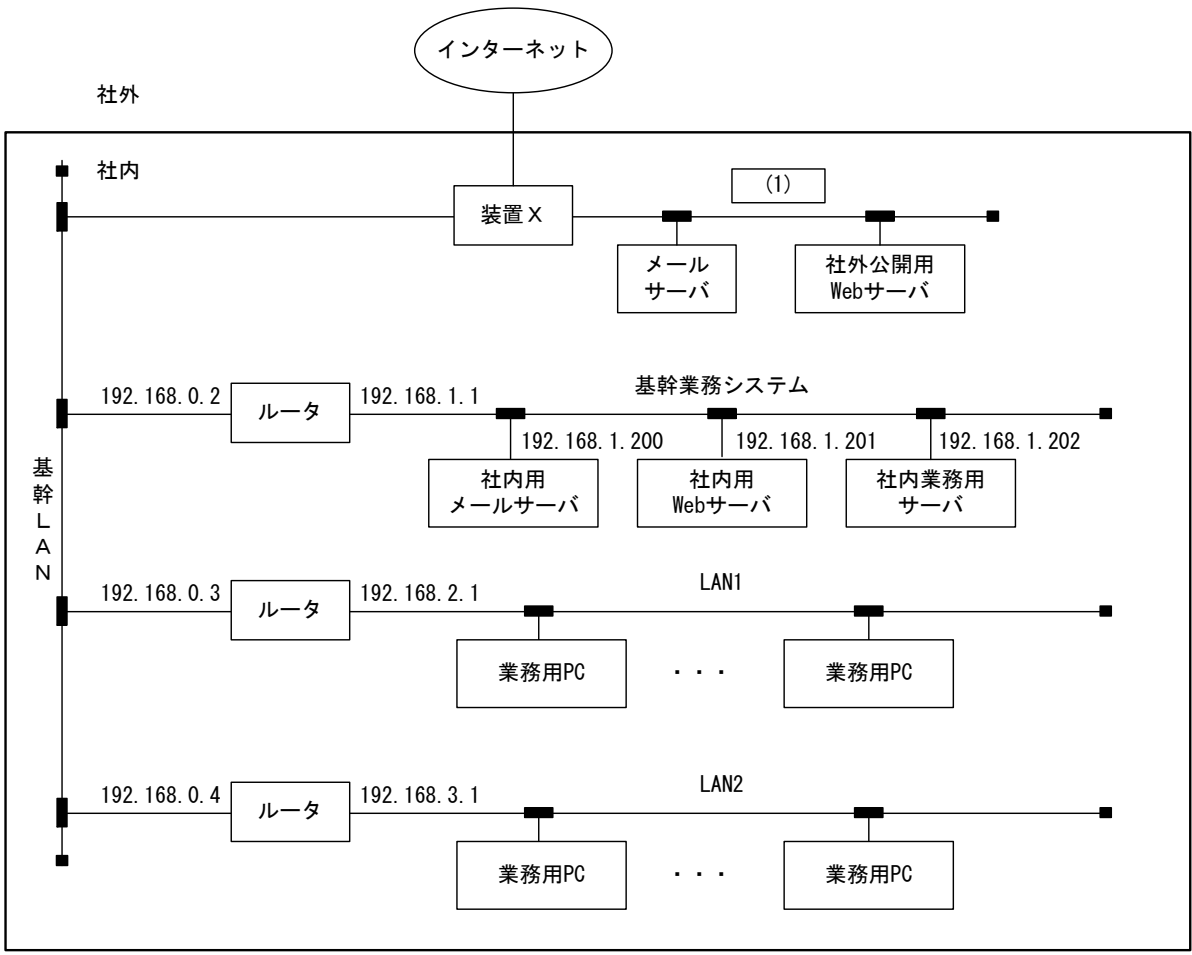 インターネット
社外
社内
(1)
装置X
メール
サーバ
社外公開用
Webサーバ
基幹業務システム
192.168.0.2
ルータ
192.168.1.1
192.168.1.200
192.168.1.201
192.168.1.202
社内用
メールサーバ
社内用
Webサーバ
社内業務用
サーバ
基幹LAN
LAN1
192.168.0.3
ルータ
192.168.2.1
業務用PC
・・・
業務用PC
LAN2
192.168.0.4
ルータ
192.168.3.1
業務用PC
・・・
業務用PC